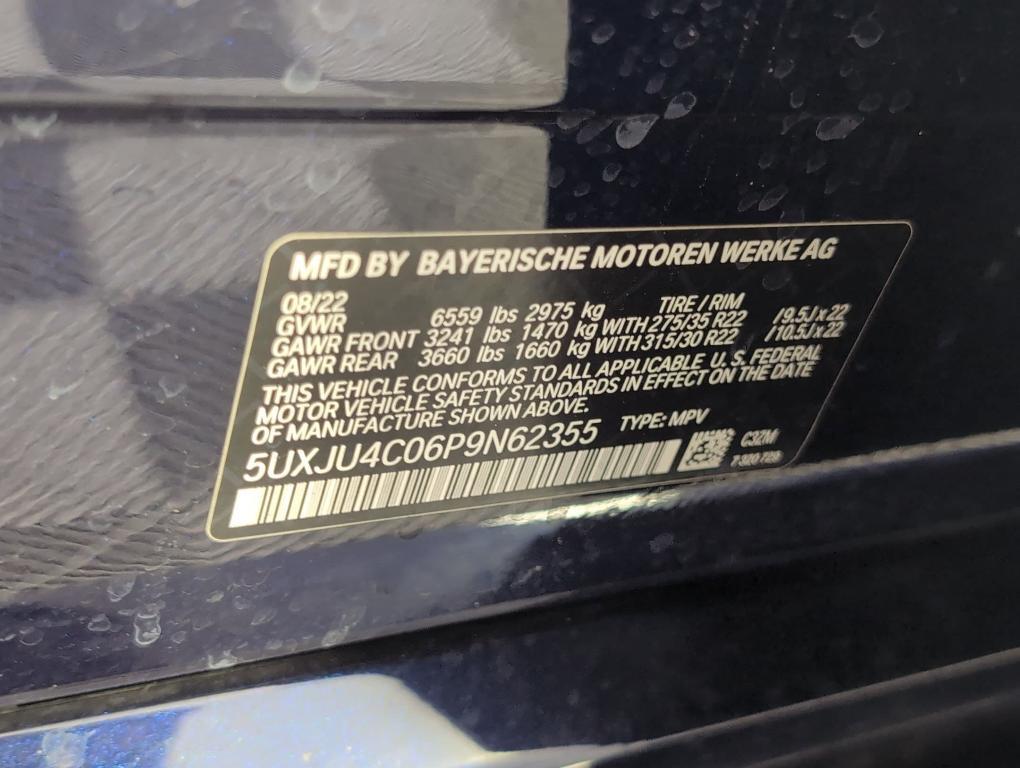 MFD BY BAYERISCHE MOTOREN WERKE AG
08/22
GVWR 6559 lbs 2975 kg TIRE / RIM
GAWR FRONT 3241 lbs 1470 kg WITH 275/35 R22 /9.5J x 22
GAWR REAR 3660 lbs 1660 kg WITH 315/30 R22 /10.5J x 22
THIS VEHICLE CONFORMS TO ALL APPLICABLE U. S. FEDERAL
MOTOR VEHICLE SAFETY STANDARDS IN EFFECT ON THE DATE
OF MANUFACTURE SHOWN ABOVE.
5UXJU4C06P9N62355 TYPE: MPV
C3ZM